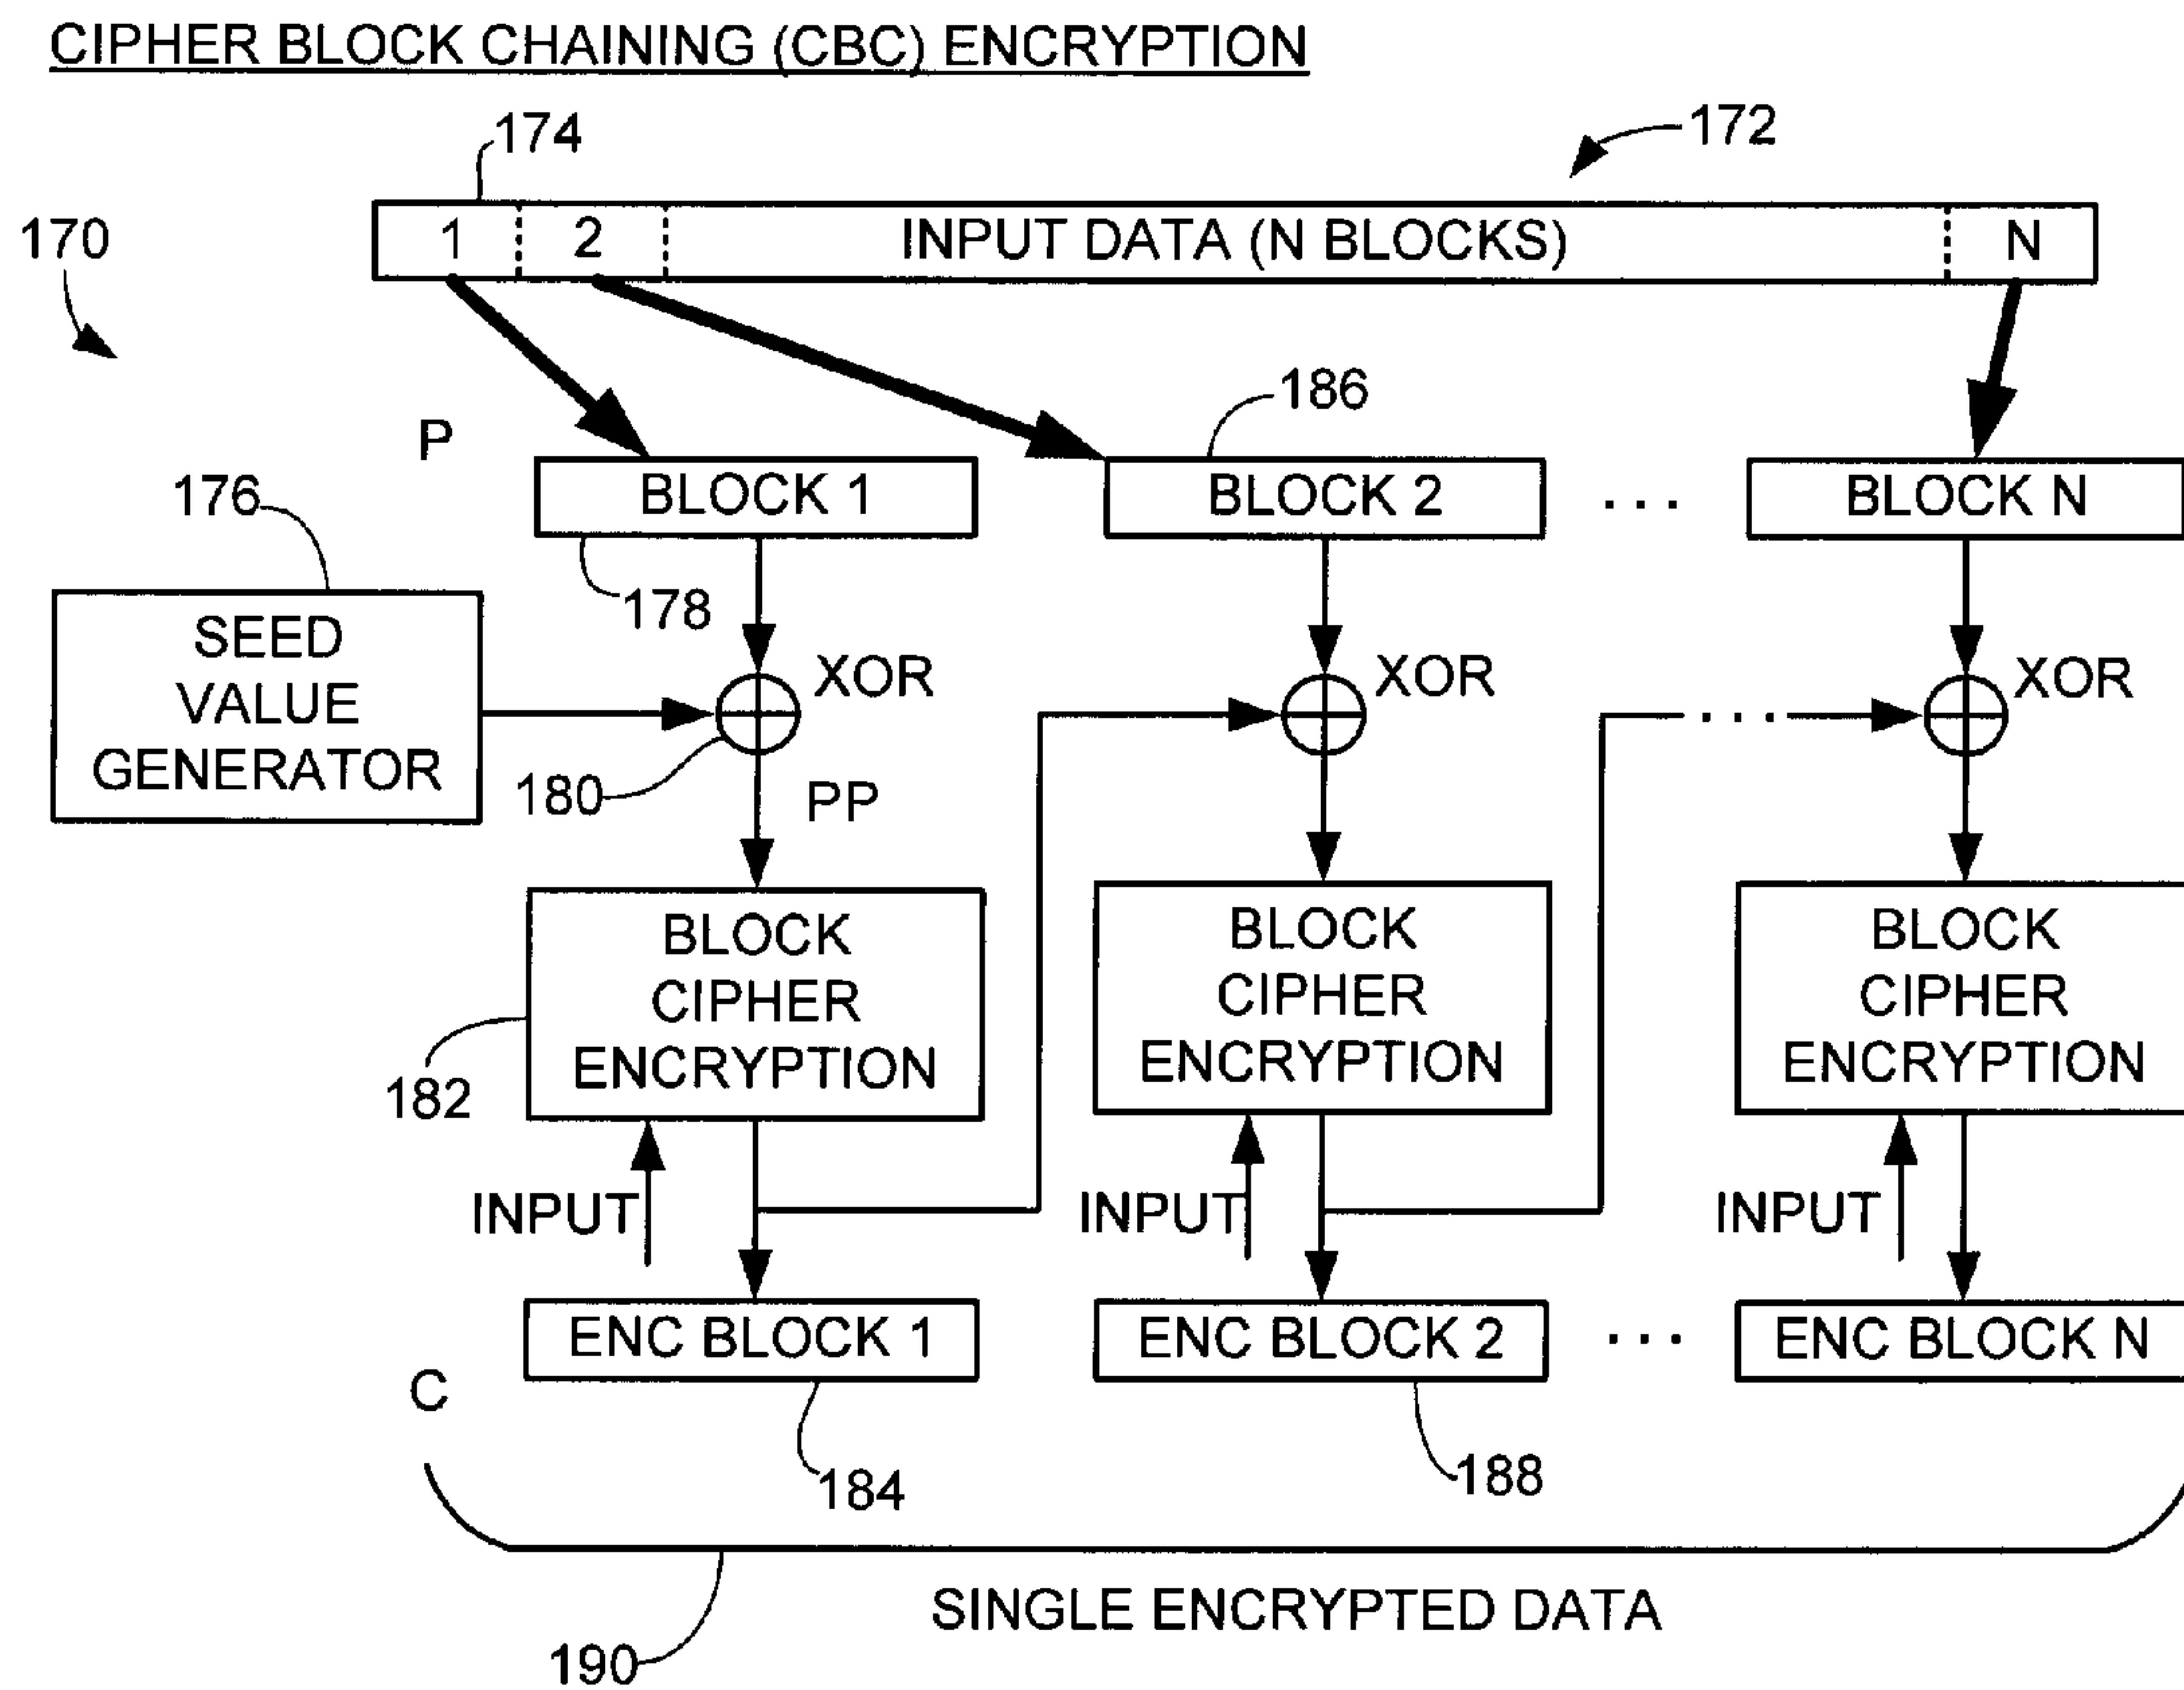 CIPHER BLOCK CHAINING (CBC) ENCRYPTION
174
172
170
1 2 INPUT DATA (N BLOCKS) N
186
P
176
BLOCK 1 BLOCK 2 ... BLOCK N
178
SEED
VALUE
GENERATOR
XOR XOR XOR
...
180
PP
BLOCK
CIPHER
ENCRYPTION
BLOCK
CIPHER
ENCRYPTION
BLOCK
CIPHER
ENCRYPTION
182
INPUT INPUT INPUT
ENC BLOCK 1 ENC BLOCK 2 ... ENC BLOCK N
C
184
188
SINGLE ENCRYPTED DATA
190